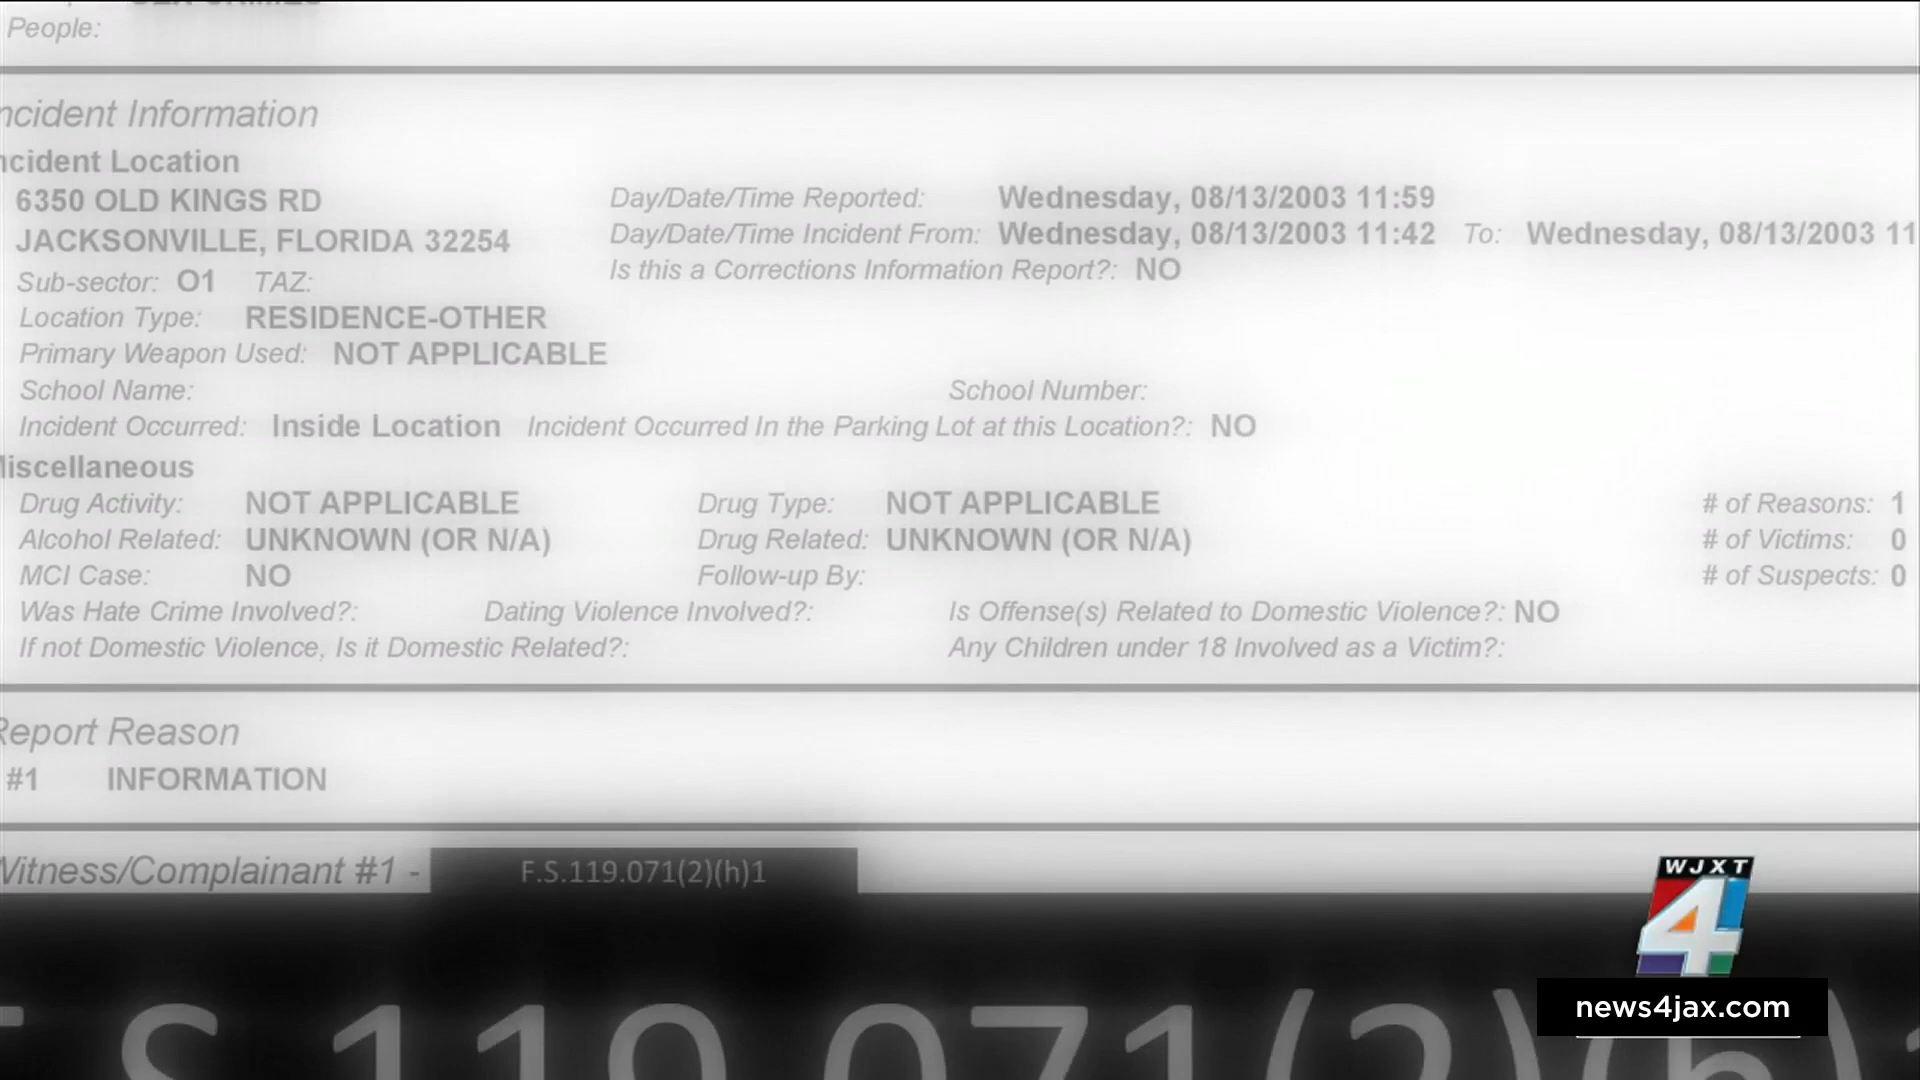 People:
ncident Information
ncident Location
6350 OLD KINGS RD
JACKSONVILLE, FLORIDA 32254
Day/Date/Time Reported: Wednesday, 08/13/2003 11:59
Day/Date/Time Incident From: Wednesday, 08/13/2003 11:42 To: Wednesday, 08/13/2003 11
Is this a Corrections Information Report?: NO
Sub-sector: O1 TAZ:
Location Type: RESIDENCE-OTHER
Primary Weapon Used: NOT APPLICABLE
School Name: School Number:
Incident Occurred: Inside Location Incident Occurred In the Parking Lot at this Location?: NO
Miscellaneous
Drug Activity: NOT APPLICABLE Drug Type: NOT APPLICABLE # of Reasons: 1
Alcohol Related: UNKNOWN (OR N/A) Drug Related: UNKNOWN (OR N/A) # of Victims: 0
MCI Case: NO Follow-up By: # of Suspects: 0
Was Hate Crime Involved?: Dating Violence Involved?: Is Offense(s) Related to Domestic Violence?: NO
If not Domestic Violence, Is it Domestic Related?: Any Children under 18 Involved as a Victim?:
Report Reason
#1 INFORMATION
Witness/Complainant #1 - F.S.119.071(2)(h)1
F.S.119.071(2)(h)1
WJXT
4
news4jax.com